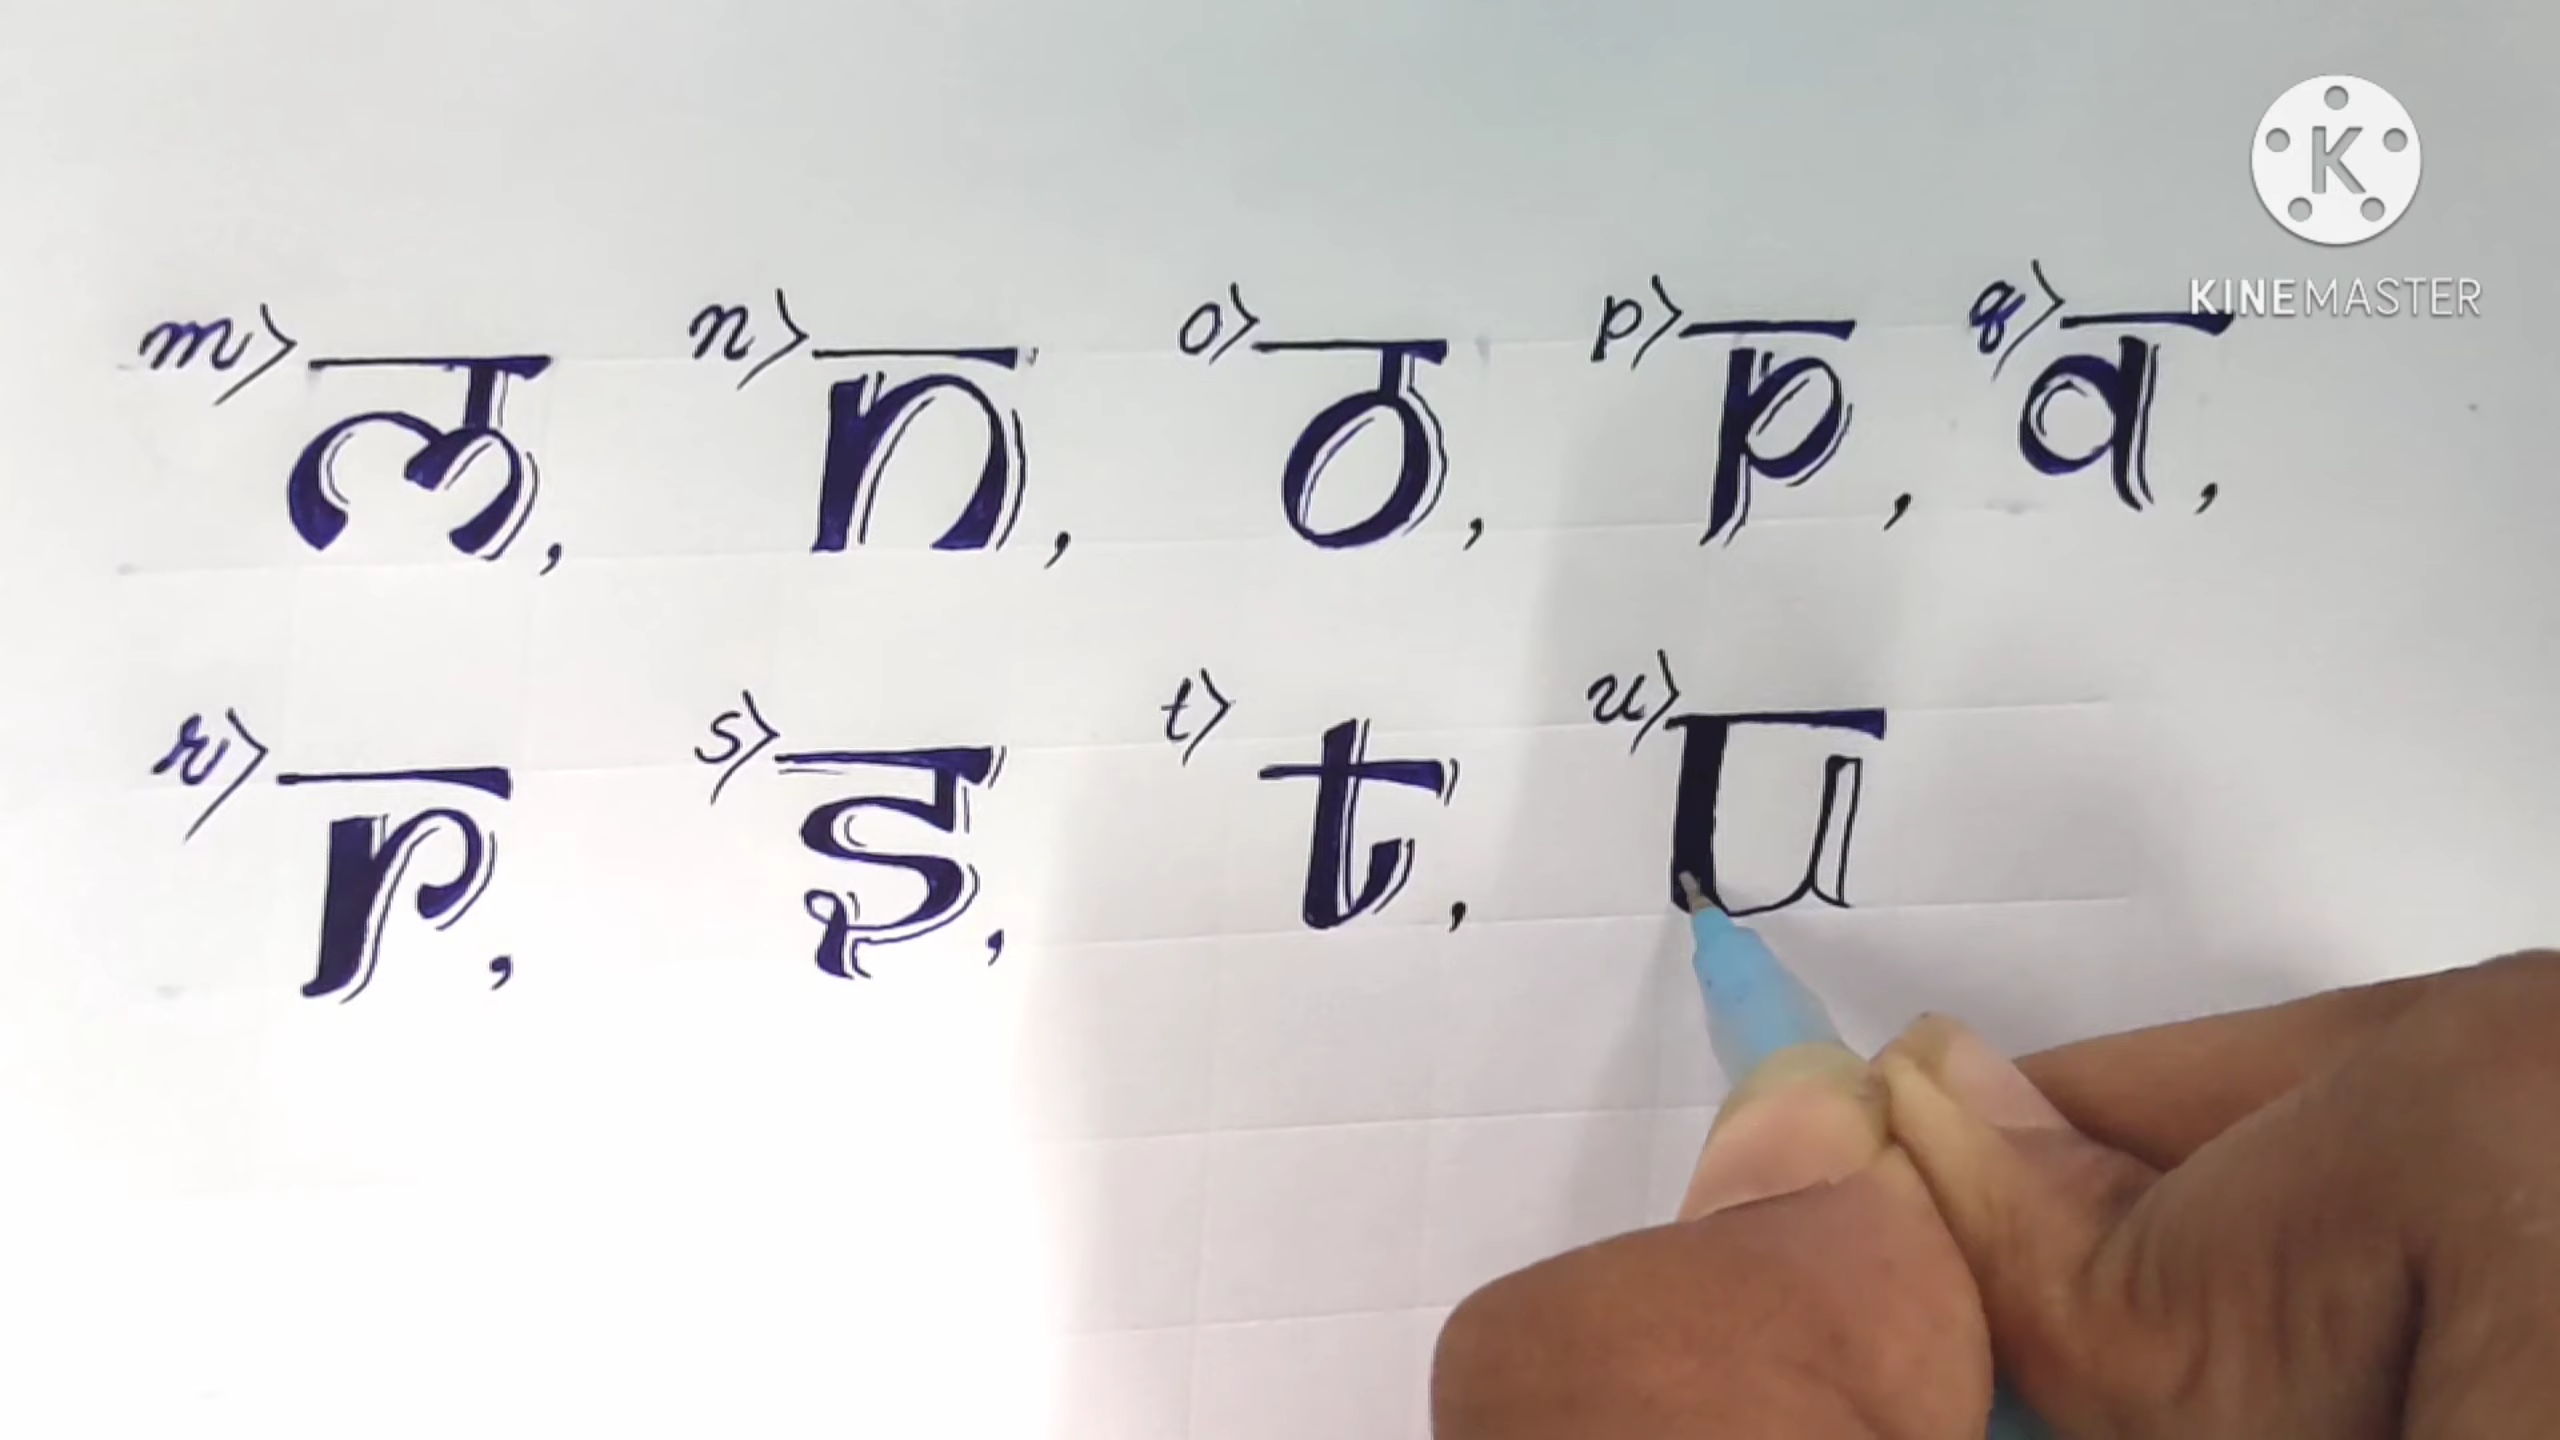 KINEMASTER
m> m, n> n, o> o, p> p, q> q,
r> r, s> s, t> t, u> u